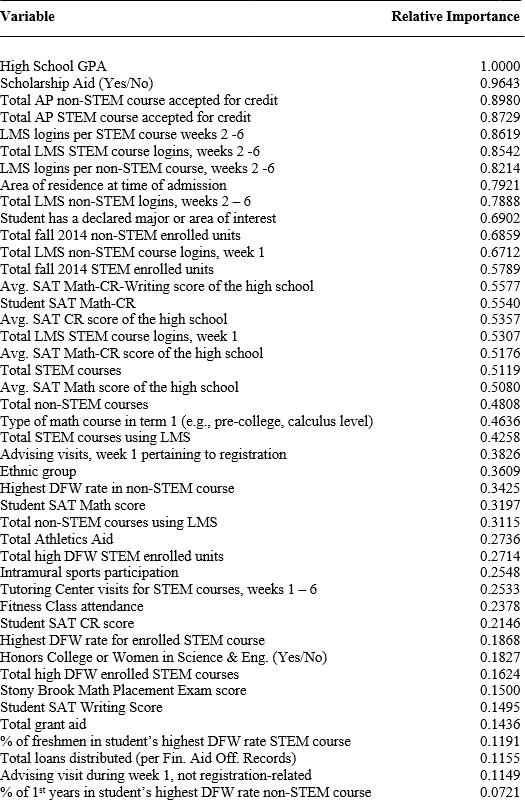 Variable Relative Importance
High School GPA 1.0000
Scholarship Aid (Yes/No) 0.9643
Total AP non-STEM course accepted for credit 0.8980
Total AP STEM course accepted for credit 0.8729
LMS logins per STEM course weeks 2 -6 0.8619
Total LMS STEM course logins, weeks 2 -6 0.8542
LMS logins per non-STEM course, weeks 2 -6 0.8214
Area of residence at time of admission 0.7921
Total LMS non-STEM logins, weeks 2 – 6 0.7888
Student has a declared major or area of interest 0.6902
Total fall 2014 non-STEM enrolled units 0.6859
Total LMS non-STEM course logins, week 1 0.6712
Total fall 2014 STEM enrolled units 0.5789
Avg. SAT Math-CR-Writing score of the high school 0.5577
Student SAT Math-CR 0.5540
Avg. SAT CR score of the high school 0.5357
Total LMS STEM course logins, week 1 0.5307
Avg. SAT Math-CR score of the high school 0.5176
Total STEM courses 0.5119
Avg. SAT Math score of the high school 0.5080
Total non-STEM courses 0.4808
Type of math course in term 1 (e.g., pre-college, calculus level) 0.4636
Total STEM courses using LMS 0.4258
Advising visits, week 1 pertaining to registration 0.3826
Ethnic group 0.3609
Highest DFW rate in non-STEM course 0.3425
Student SAT Math score 0.3197
Total non-STEM courses using LMS 0.3115
Total Athletics Aid 0.2736
Total high DFW STEM enrolled units 0.2714
Intramural sports participation 0.2548
Tutoring Center visits for STEM courses, weeks 1 – 6 0.2533
Fitness Class attendance 0.2378
Student SAT CR score 0.2146
Highest DFW rate for enrolled STEM course 0.1868
Honors College or Women in Science & Eng. (Yes/No) 0.1827
Total high DFW enrolled STEM courses 0.1624
Stony Brook Math Placement Exam score 0.1500
Student SAT Writing Score 0.1495
Total grant aid 0.1436
% of freshmen in student's highest DFW rate STEM course 0.1191
Total loans distributed (per Fin. Aid Off. Records) 0.1155
Advising visit during week 1, not registration-related 0.1149
% of 1st years in student's highest DFW rate non-STEM course 0.0721